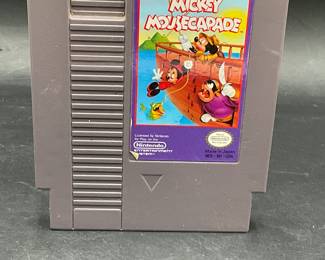 MICKEY
MOUSECAPADE
Licensed by Nintendo
for Play on the
Nintendo
ENTERTAINMENT
SYSTEM
Made in Japan